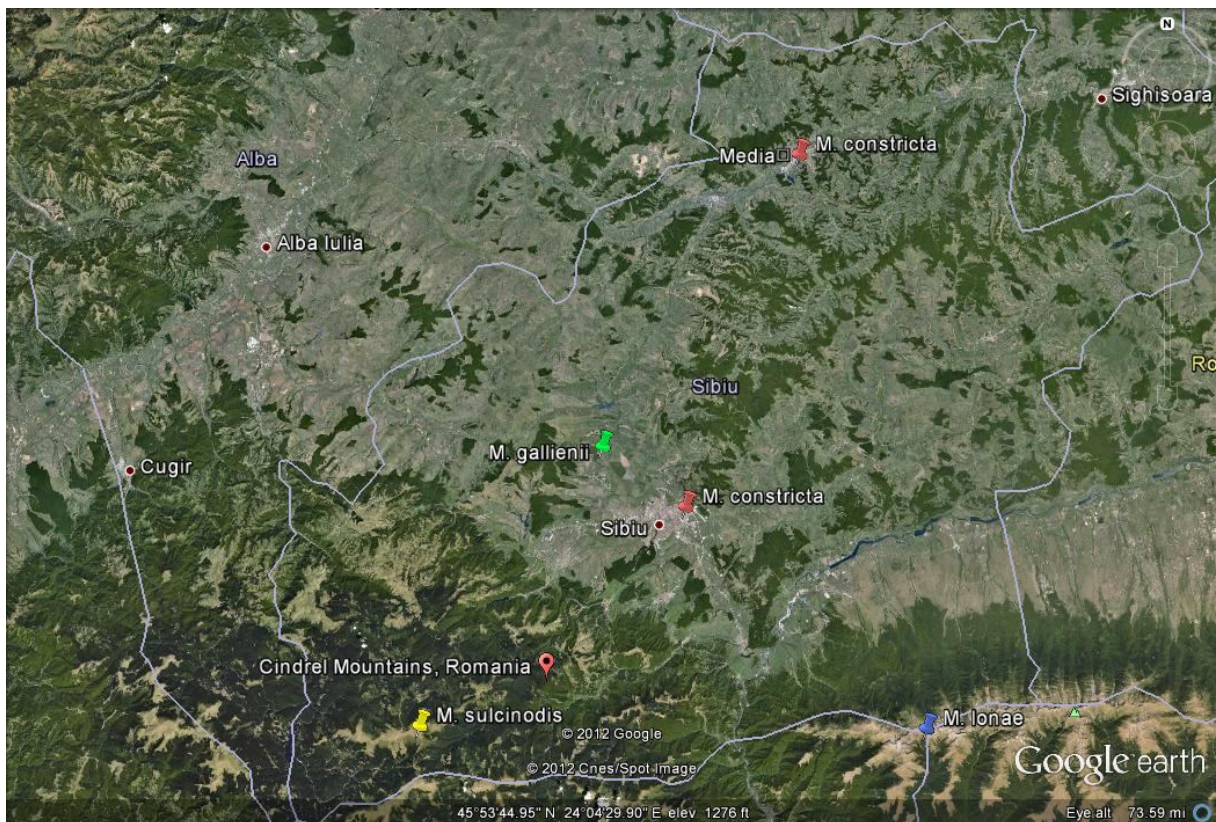 N
Sighisoara
Media
M. constricta
Alba
Alba Iulia
Ro
Sibiu
M. gallienii
Cugir
M. constricta
Sibiu
Cindrel Mountains, Romania
M. sulcinodis
M. Ionae
© 2012 Google
Google earth
© 2012 Cnes/Spot Image
45°53'44.95" N 24°04'29.90" E elev 1276 ft
Eye alt 73.59 mi